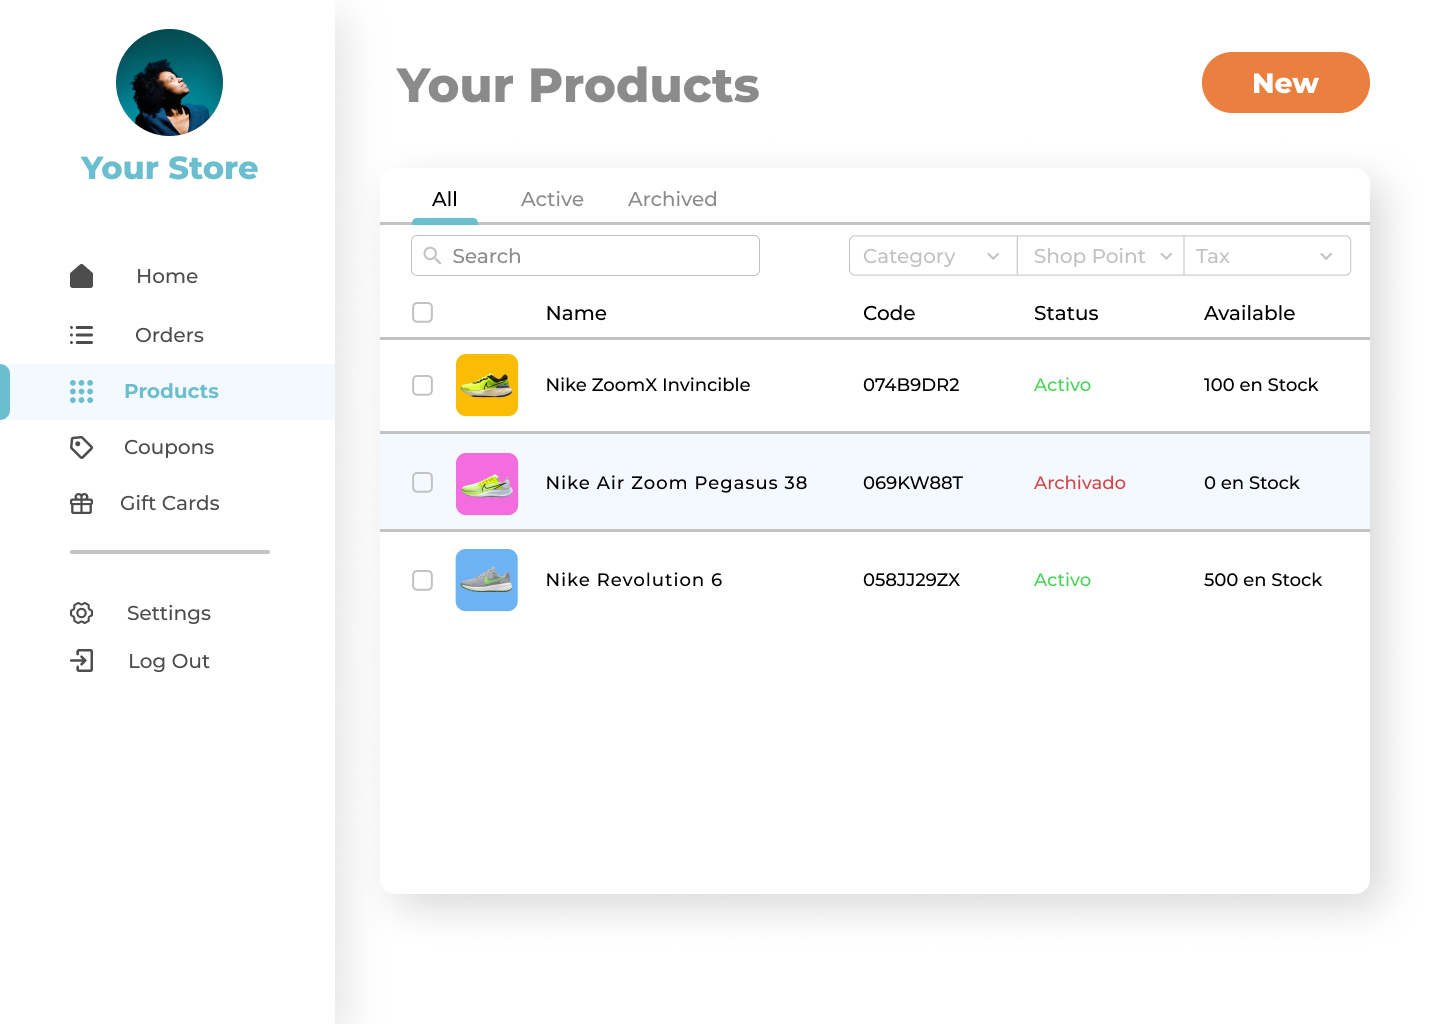 Your Store
Home
Orders
Products
Coupons
Gift Cards
Settings
Log Out
Your Products
New
All Active Archived
Search Category Shop Point Tax
Name Code Status Available
Nike ZoomX Invincible 074B9DR2 Activo 100 en Stock
Nike Air Zoom Pegasus 38 069KW88T Archivado 0 en Stock
Nike Revolution 6 058JJ29ZX Activo 500 en Stock